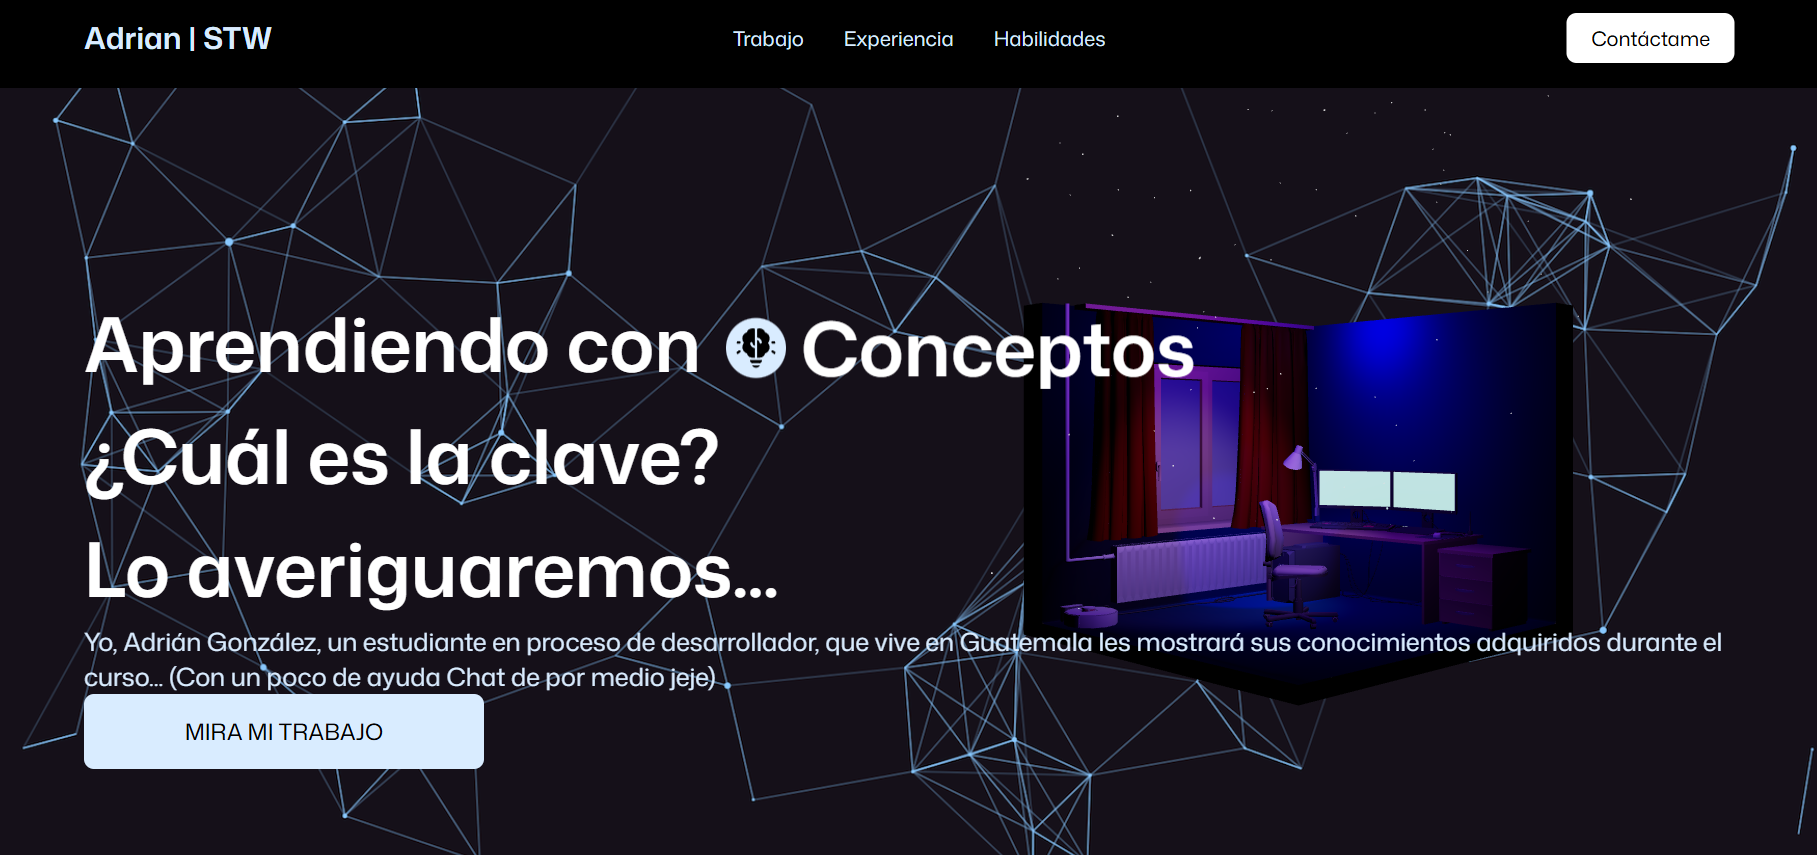 Adrian | STW
Trabajo
Experiencia
Habilidades
Contáctame
Aprendiendo con Conceptos
¿Cuál es la clave?
Lo averiguaremos...
Yo, Adrián González, un estudiante en proceso de desarrollador, que vive en Guatemala les mostrará sus conocimientos adquiridos durante el
curso... (Con un poco de ayuda Chat de por medio jeje)
MIRA MI TRABAJO